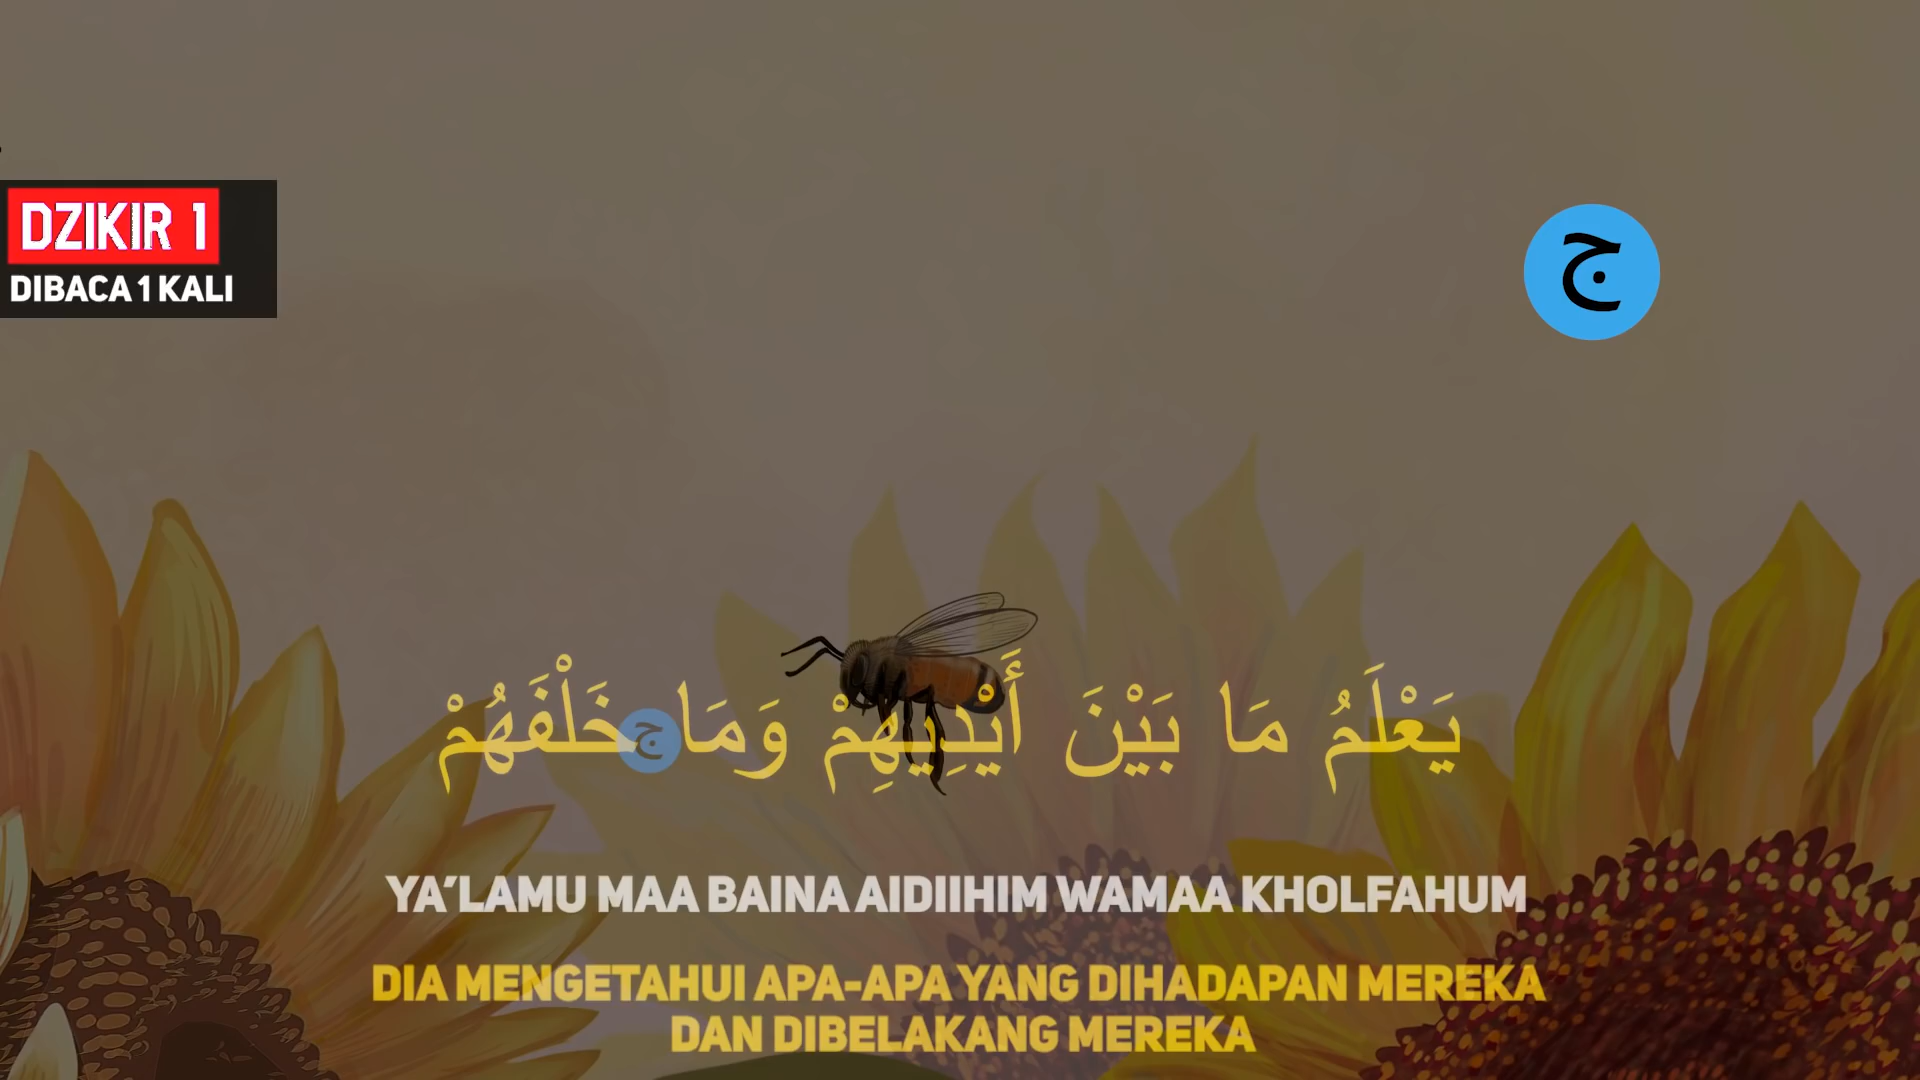 DZIKIR 1
DIBACA 1 KALI
ج
يَعْلَمُ مَا بَيْنَ أَيْدِيهِمْ وَمَا خَلْفَهُمْ
ج
YA'LAMU MAA BAINA AIDIIHIM WAMAA KHOLFAHUM
DIA MENGETAHUI APA-APA YANG DIHADAPAN MEREKA
DAN DIBELAKANG MEREKA